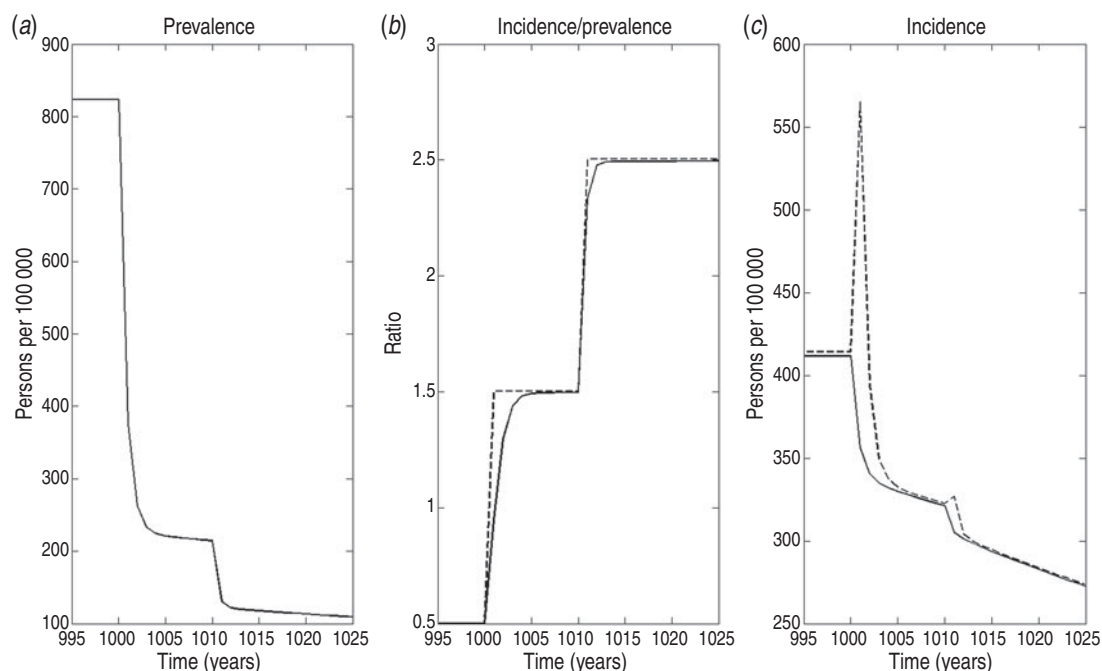 (a) Prevalence
900
800
700
600
500
400
300
200
100
995 1000 1005 1010 1015 1020 1025
Time (years)
Persons per 100 000
(b) Incidence/prevalence
3
2.5
2
1.5
1
0.5
995 1000 1005 1010 1015 1020 1025
Time (years)
Ratio
(c) Incidence
600
550
500
450
400
350
300
250
995 1000 1005 1010 1015 1020 1025
Time (years)
Persons per 100 000